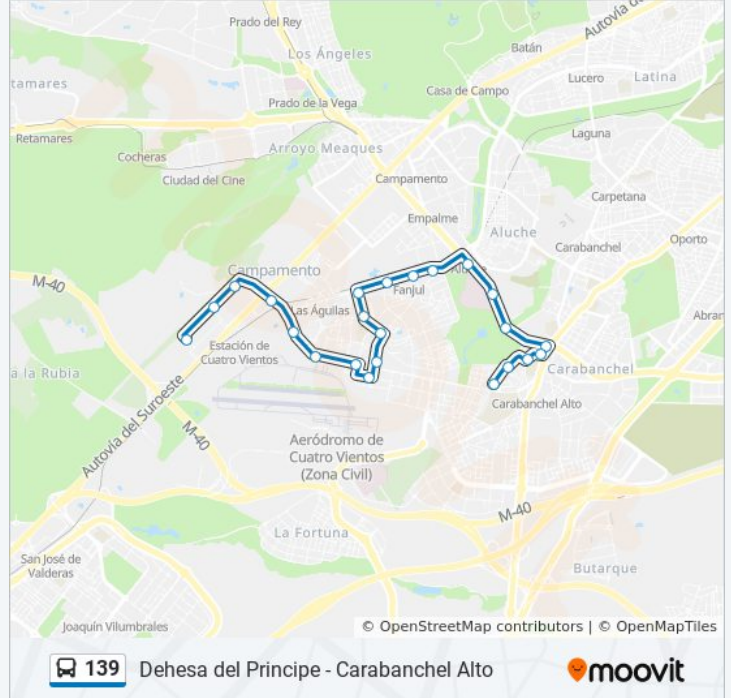 Prado del Rey
Autovía de
Batán
Los Ángeles
tamares
Casa de Campo
Lucero
Latina
Prado de la Vega
Retamares
Laguna
Cocheras
Arroyo Meaques
Ciudad del Cine
Campamento
Carpetana
Empalme
Aluche
Oporto
Carabanchel
Campamento
M-40
Fanjul
Las Águilas
Abran
Estación de
Cuatro Vientos
á la Rubia
Carabanchel
Autovía del Suroeste
Carabanchel Alto
M-40
Aeródromo de
Cuatro Vientos
(Zona Civil)
M-40
La Fortuna
San José de
Valderas
Butarque
Joaquín Vilumbrales
© OpenStreetMap contributors | © OpenMapTiles
139 Dehesa del Principe - Carabanchel Alto
moovit